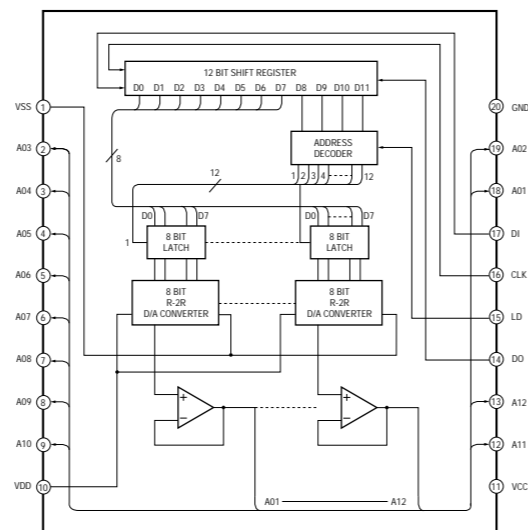 12 BIT SHIFT REGISTER
D0 D1 D2 D3 D4 D5 D6 D7 D8 D9 D10 D11
VSS 1
20 GND
A03 2
19 A02
8
ADDRESS
DECODER
12
1 2 3 4 12
A04 3
18 A01
A05 4
17 DI
D0 D7
D0 D7
1
8 BIT
LATCH
8 BIT
LATCH
A06 5
16 CLK
8 BIT
R-2R
D/A CONVERTER
8 BIT
R-2R
D/A CONVERTER
A07 6
15 LD
A08 7
14 DO
A09 8
13 A12
+
−
+
−
A10 9
12 A11
VDD 10
11 VCC
A01 A12